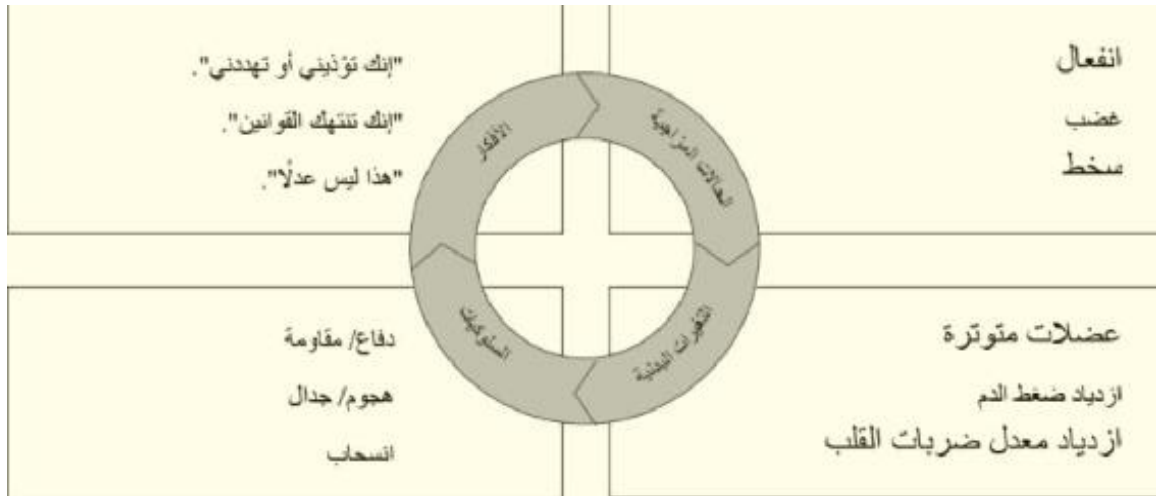 انفعال
غضب
سخط
"إنك تؤذيني أو تهددني".
"إنك تنتهك القوانين".
"هذا ليس عدلًا".
الحالات المزاجية
الأفكار
التغيرات البدنية
السلوكيات
عضلات متوترة
ازدياد ضغط الدم
ازدياد معدل ضربات القلب
دفاع/ مقاومة
هجوم/ جدال
انسحاب